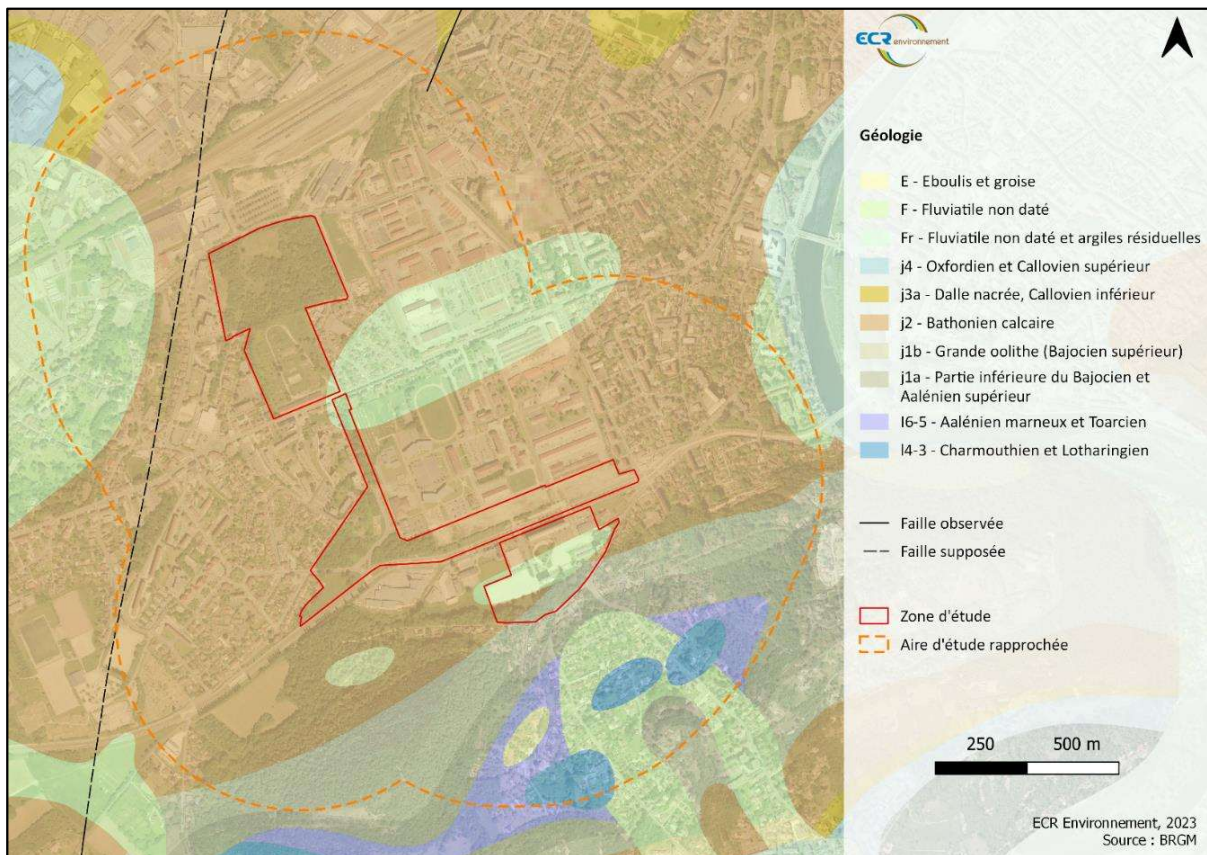 ECR environnement
Géologie
E - Eboulis et groise
F - Fluviatile non daté
Fr - Fluviatile non daté et argiles résiduelles
j4 - Oxfordien et Callovien supérieur
j3a - Dalle nacrée, Callovien inférieur
j2 - Bathonien calcaire
j1b - Grande oolithe (Bajocien supérieur)
j1a - Partie inférieure du Bajocien et
Aalénien supérieur
l6-5 - Aalénien marneux et Toarcien
l4-3 - Charmouthien et Lotharingien
Faille observée
Faille supposée
Zone d'étude
Aire d'étude rapprochée
250 500 m
ECR Environnement, 2023
Source : BRGM